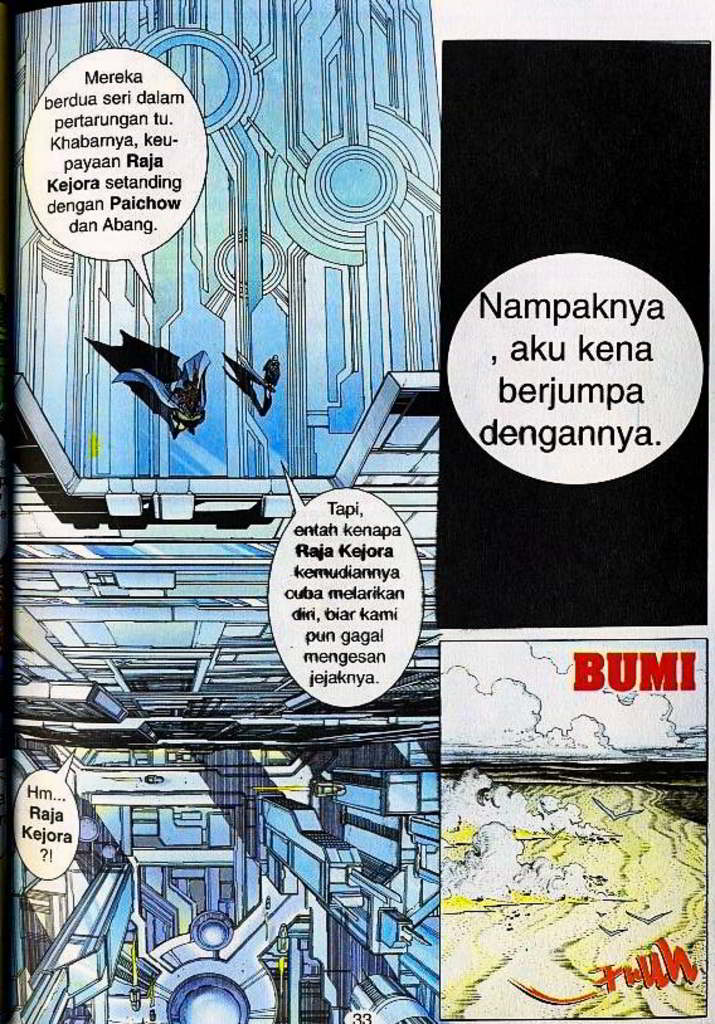 Mereka
berdua seri dalam
pertarungan tu.
Khabarnya, keu-
payaan Raja
Kejora setanding
dengan Paichow
dan Abang.
Tapi,
entah kenapa
Raja Kejora
kemudiannya
cuba melarikan
diri, biar kami
pun gagal
mengesan
jejaknya.
Hm...
Raja
Kejora
?!
Nampaknya
, aku kena
berjumpa
dengannya.
BUMI
33